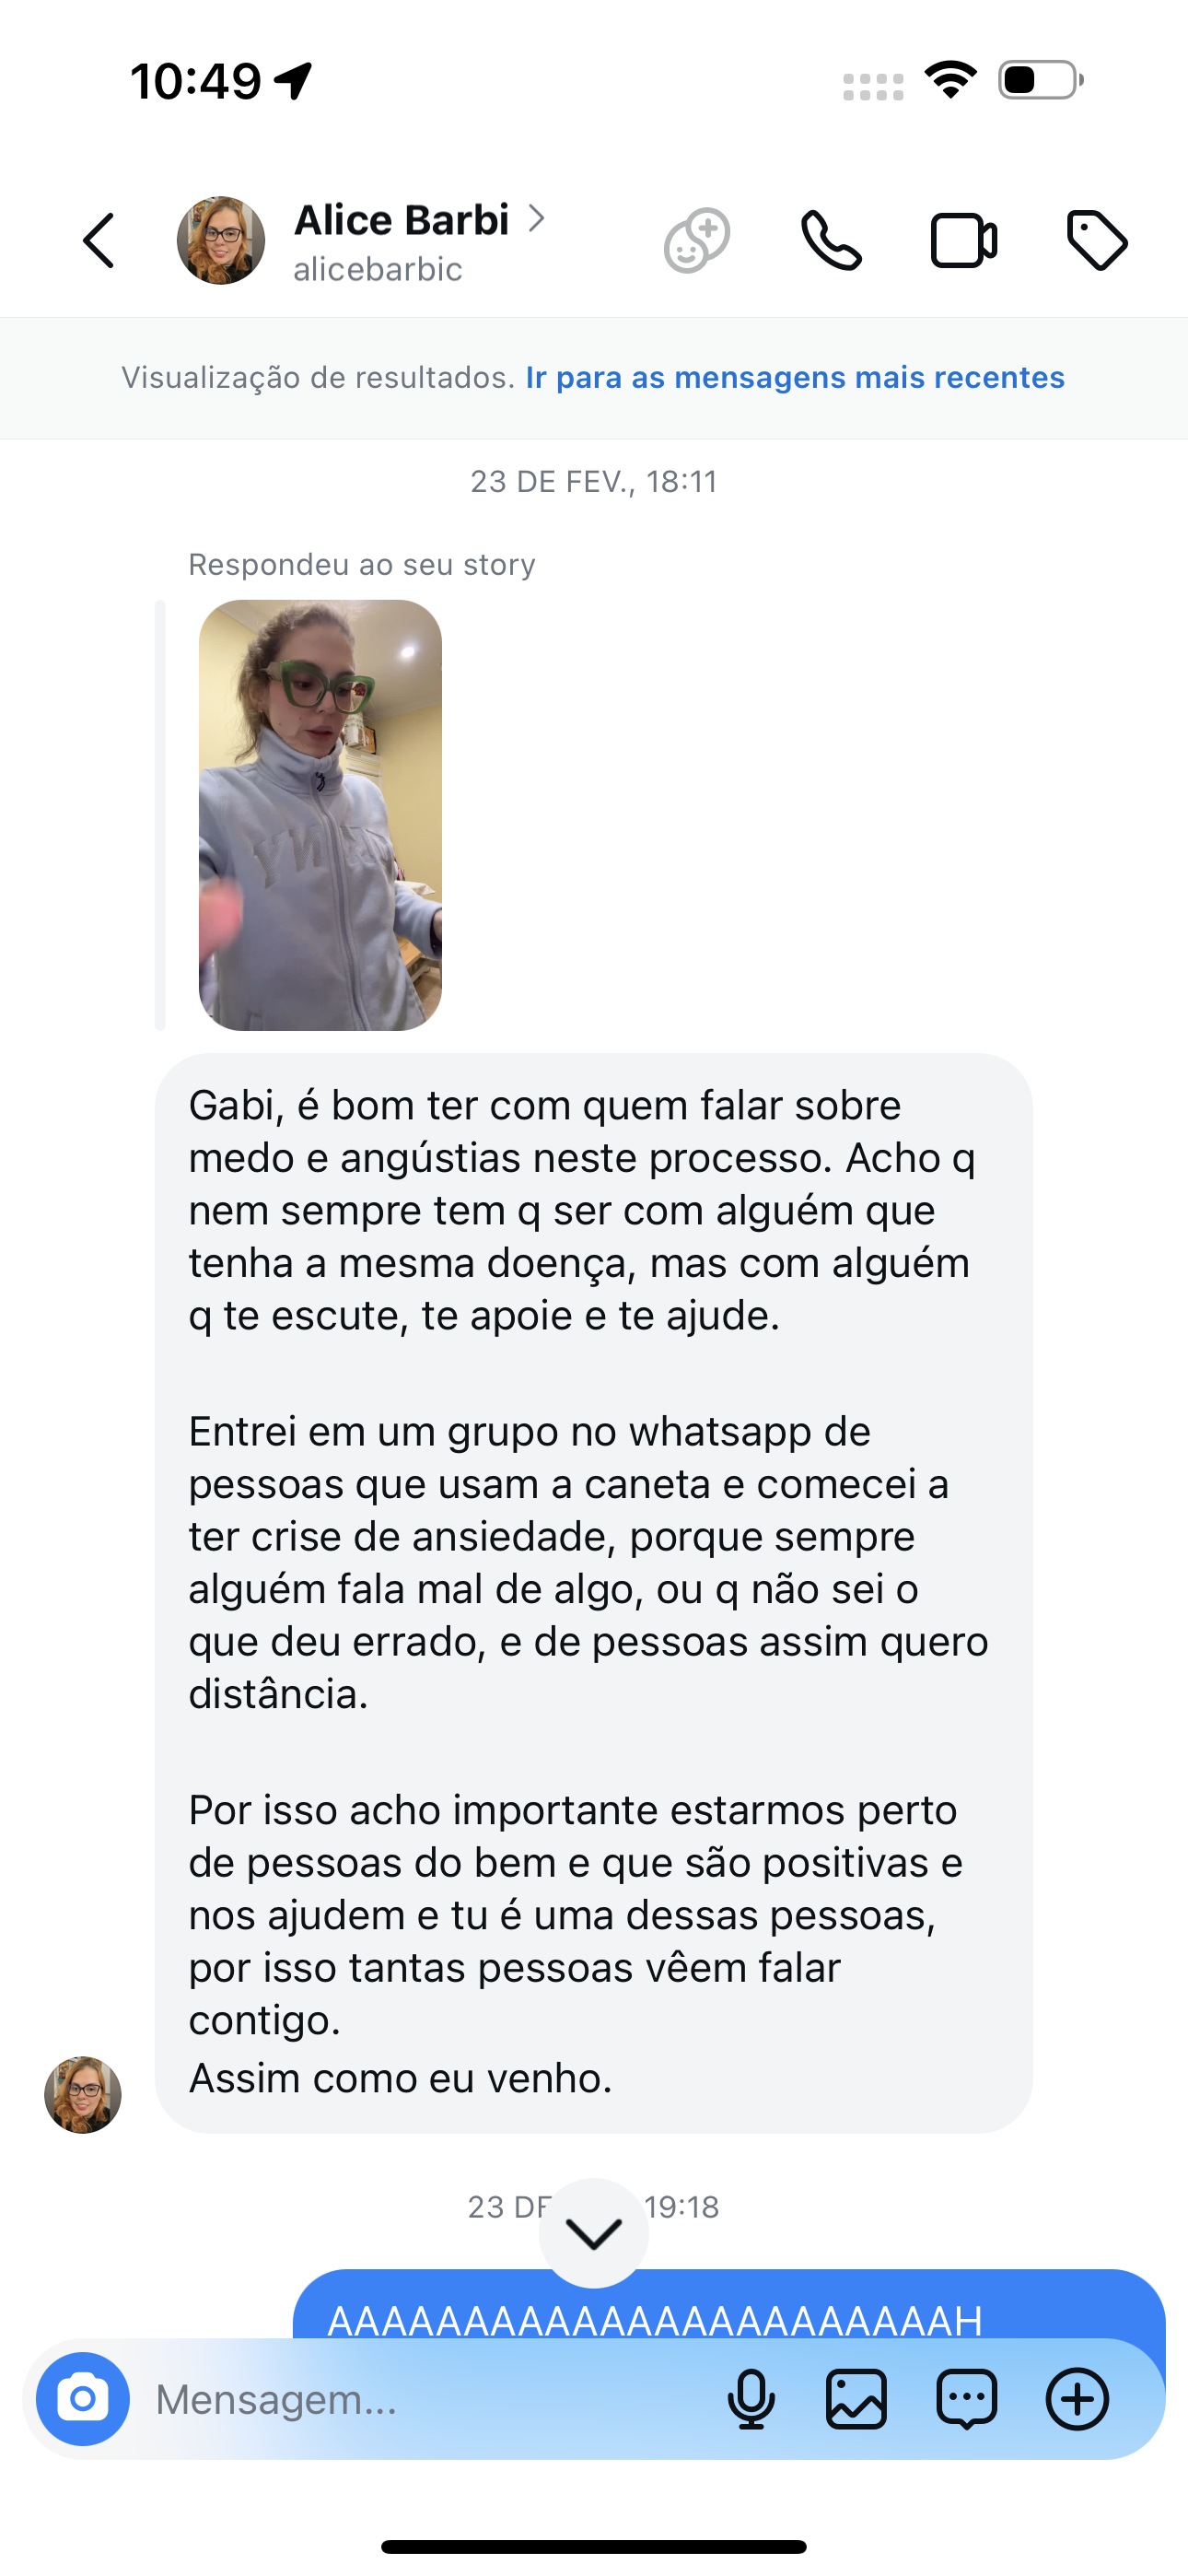 10:49
Alice Barbi
alicebarbic
Visualização de resultados. Ir para as mensagens mais recentes
23 DE FEV., 18:11
Respondeu ao seu story
Gabi, é bom ter com quem falar sobre
medo e angústias neste processo. Acho q
nem sempre tem q ser com alguém que
tenha a mesma doença, mas com alguém
q te escute, te apoie e te ajude.
Entrei em um grupo no whatsapp de
pessoas que usam a caneta e comecei a
ter crise de ansiedade, porque sempre
alguém fala mal de algo, ou q não sei o
que deu errado, e de pessoas assim quero
distância.
Por isso acho importante estarmos perto
de pessoas do bem e que são positivas e
nos ajudem e tu é uma dessas pessoas,
por isso tantas pessoas vêem falar
contigo.
Assim como eu venho.
23 DE 19:18
AAAAAAAAAAAAAAAAAAAAAAAH
Mensagem...